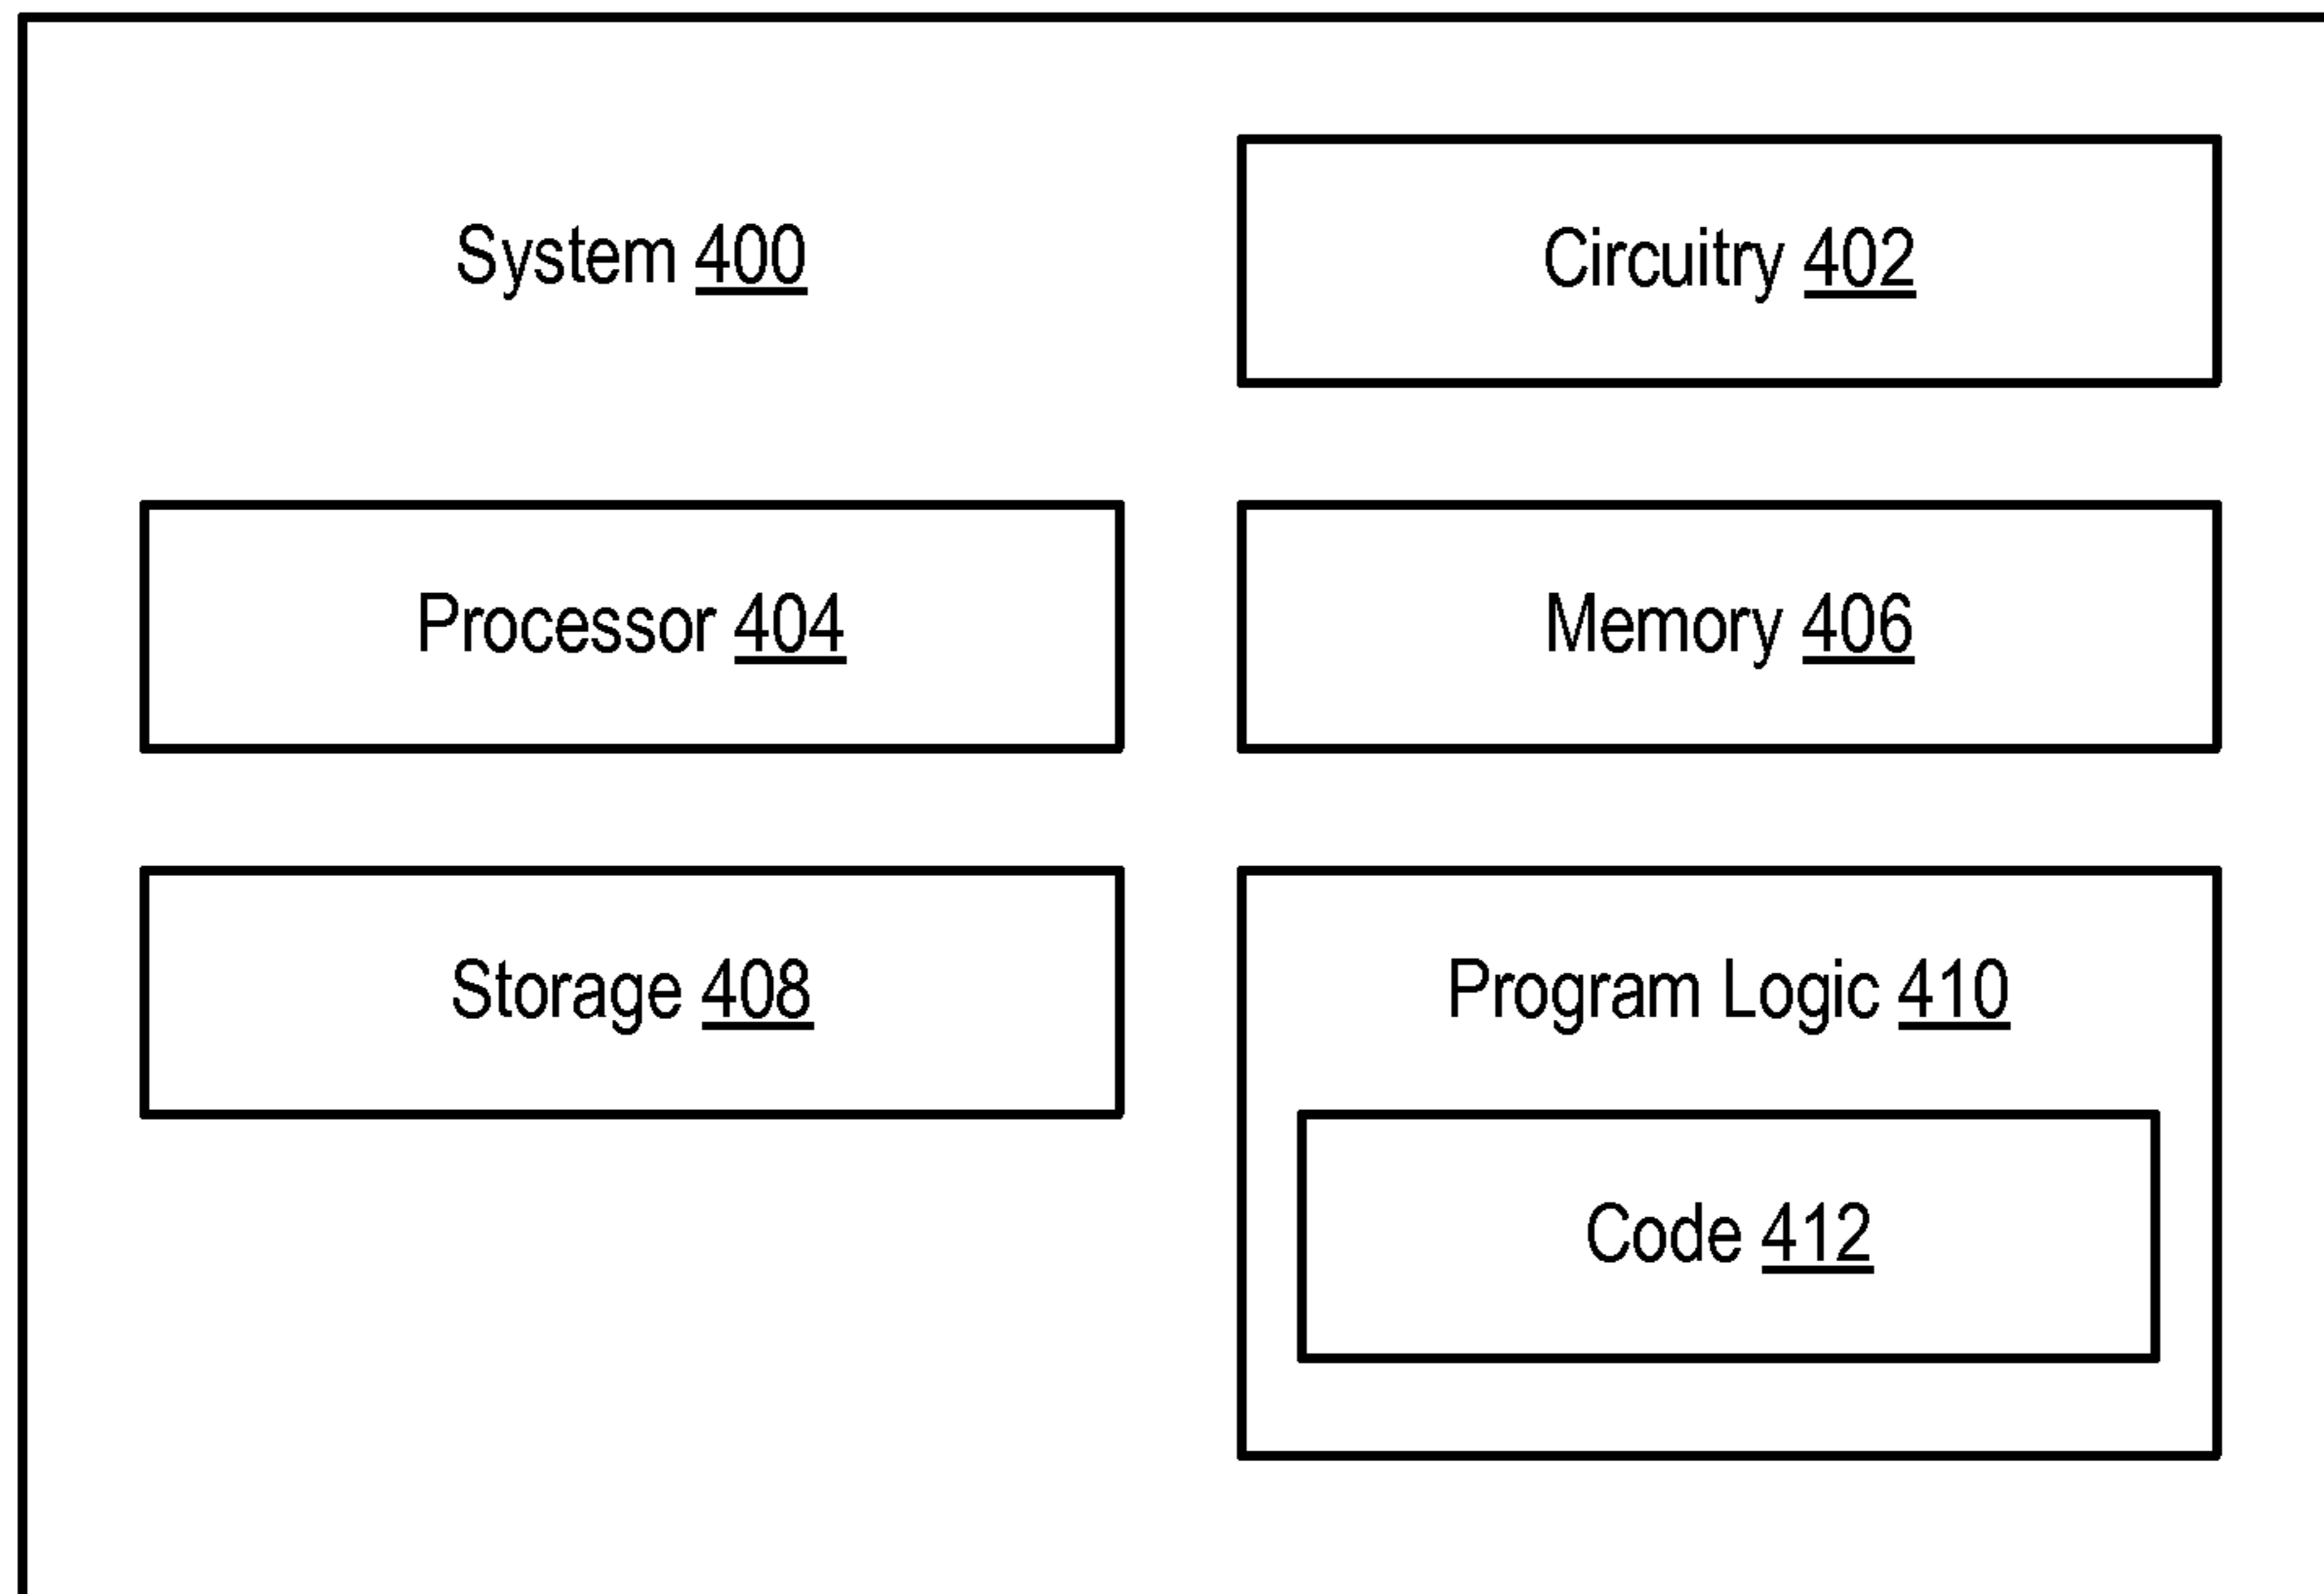 System 400
Circuitry 402
Processor 404
Memory 406
Storage 408
Program Logic 410
Code 412